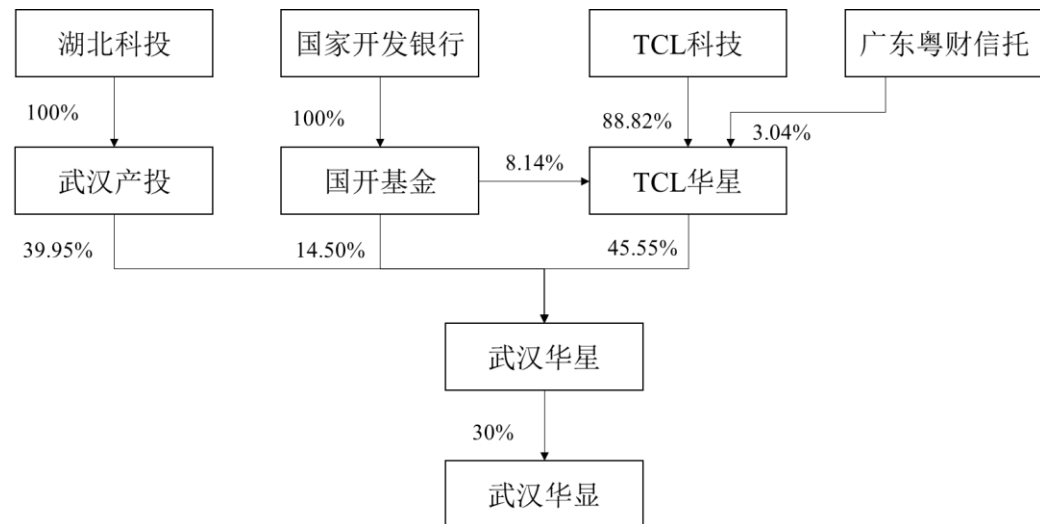 湖北科投
国家开发银行
TCL科技
广东粤财信托
100%
100%
88.82%
3.04%
武汉产投
国开基金
8.14%
TCL华星
39.95%
14.50%
45.55%
武汉华星
30%
武汉华显